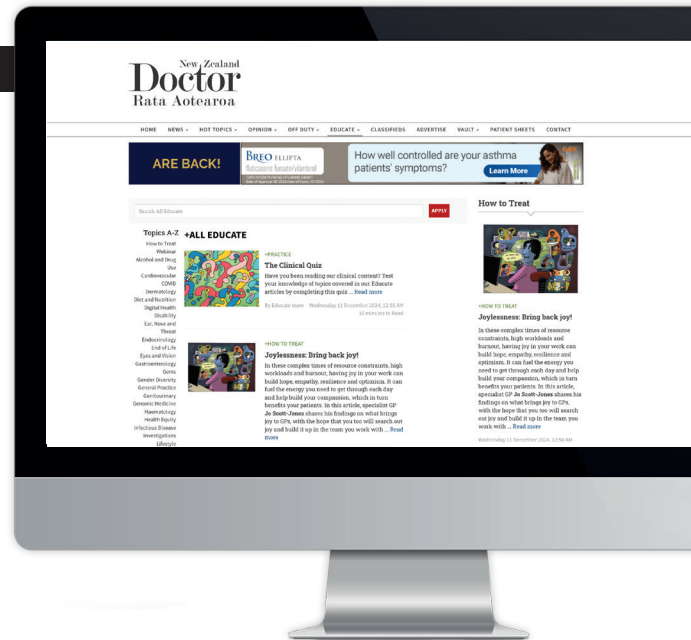 New Zealand
Doctor
Rata Aotearoa
HOME NEWS HOT TOPICS OPINION OFF DUTY EDUCATE CLASSIFIEDS ADVERTISE VAULT PATIENT SHEETS CONTACT
ARE BACK!
BREO ELLIPTA
fluticasone furoate/vilanterol
How well controlled are your asthma
patients' symptoms?
Learn More
Search All Educate
APPLY
Topics A-Z
How to Treat
Webinar
Alcohol and Drug
Use
Cardiovascular
COVID
Dermatology
Diet and Nutrition
Digital Health
Disability
Ear, Nose and
Throat
Endocrinology
End of Life
Eyes and Vision
Gastroenterology
Gems
Gender Diversity
General Practice
Genitourinary
Genomic Medicine
Haematology
Health Equity
Infectious Disease
Investigations
Lifestyle
+ALL EDUCATE
+PRACTICE
The Clinical Quiz
Have you been reading our clinical content? Test
your knowledge of topics covered in our Educate
articles by completing this quiz ... Read more
By Educate team Wednesday 11 December 2024, 12:55 AM
10 minutes to Read
+HOW TO TREAT
Joylessness: Bring back joy!
In these complex times of resource constraints, high
workloads and burnout, having joy in your work can
build hope, empathy, resilience and optimism. It can
fuel the energy you need to get through each day
and help build your compassion, which in turn
benefits your patients. In this article, specialist GP
Jo Scott-Jones shares his findings on what brings
joy to GPs, with the hope that you too will search out
joy and build it up in the team you work with ... Read
more
How to Treat
+HOW TO TREAT
Joylessness: Bring back joy!
In these complex times of resource
constraints, high workloads and
burnout, having joy in your work can
build hope, empathy, resilience and
optimism. It can fuel the energy you
need to get through each day and help
build your compassion, which in turn
benefits your patients. In this article,
specialist GP Jo Scott-Jones shares his
findings on what brings joy to GPs,
with the hope that you too will search
out joy and build it up in the team you
work with ... Read more
Wednesday 11 December 2024, 12:50 AM